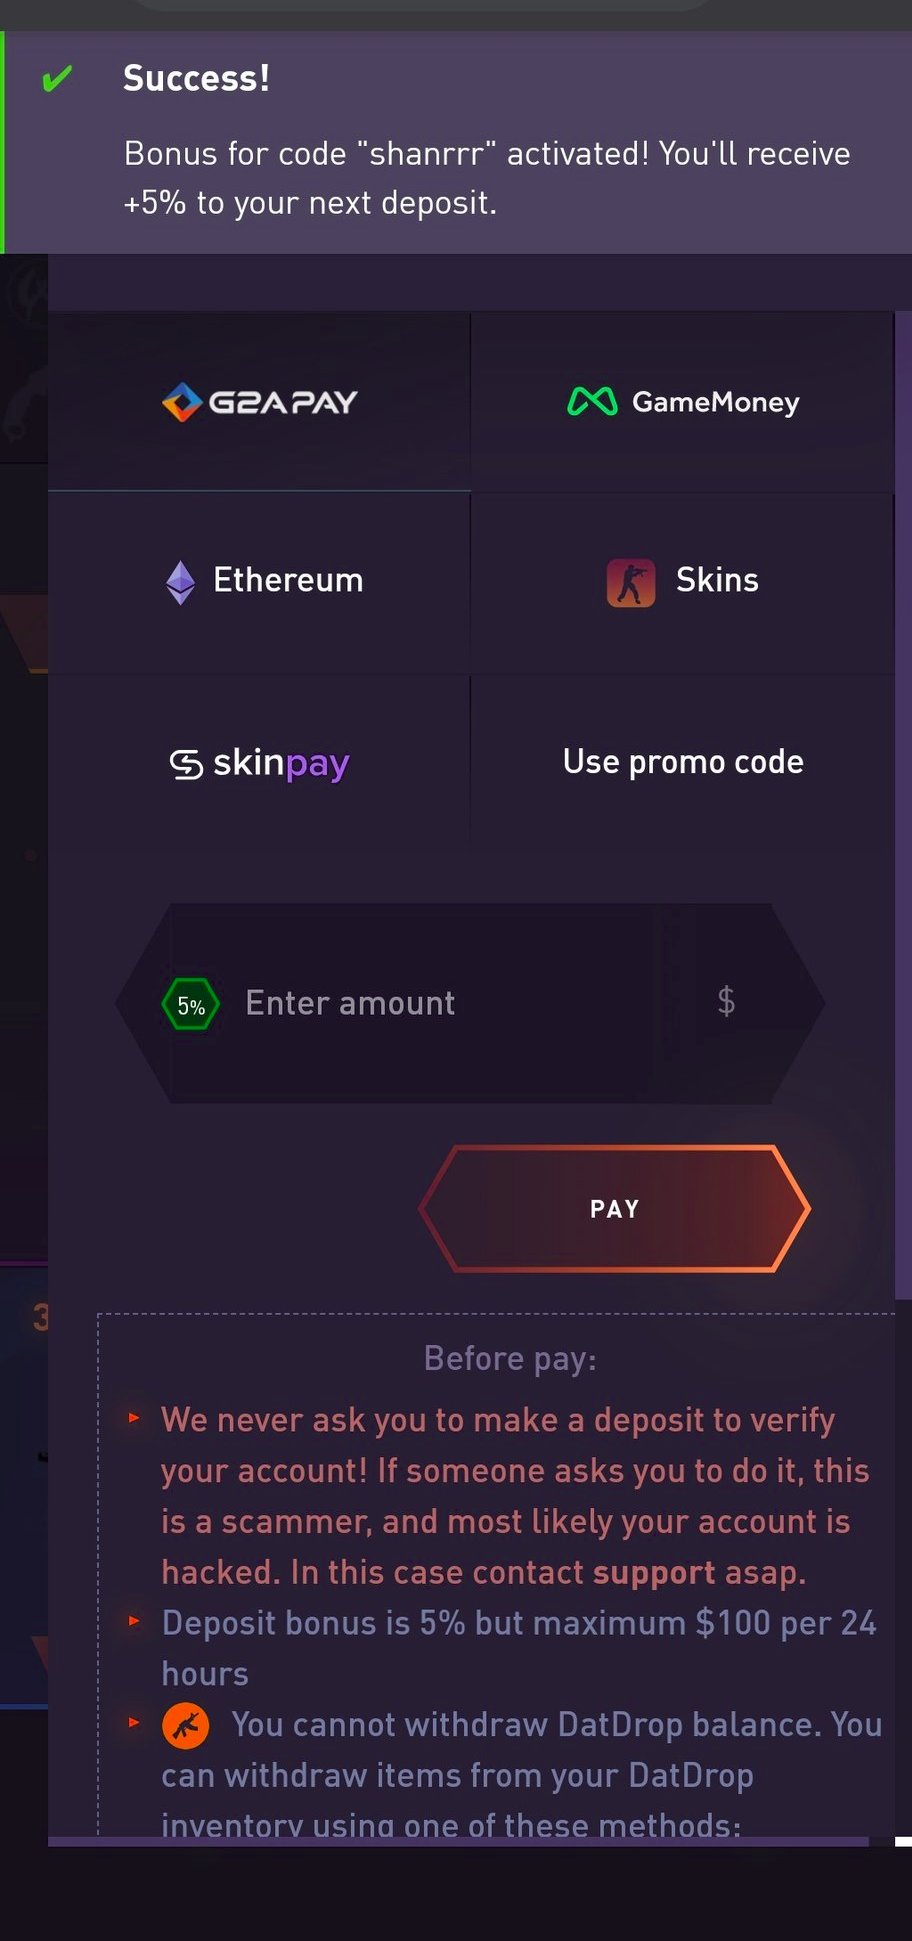 Success!
Bonus for code "shanrrr" activated! You'll receive
+5% to your next deposit.
G2A PAY
GameMoney
Ethereum
Skins
skinpay
Use promo code
5% Enter amount $
PAY
Before pay:
We never ask you to make a deposit to verify
your account! If someone asks you to do it, this
is a scammer, and most likely your account is
hacked. In this case contact support asap.
Deposit bonus is 5% but maximum $100 per 24
hours
You cannot withdraw DatDrop balance. You
can withdraw items from your DatDrop
inventory using one of these methods:
3